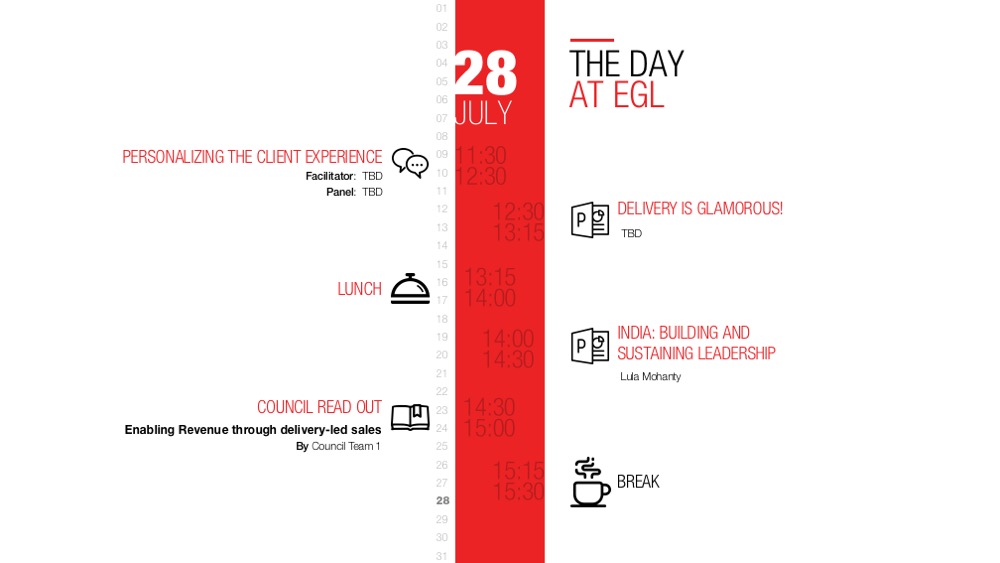 01
02
03
04
05
06
07
08
09
10
11
12
13
14
15
16
17
18
19
20
21
22
23
24
25
26
27
28
29
30
31
28
JULY
THE DAY
AT EGL
PERSONALIZING THE CLIENT EXPERIENCE
Facilitator: TBD
Panel: TBD
11:30
12:30
12:30
13:15
P
DELIVERY IS GLAMOROUS!
TBD
LUNCH
13:15
14:00
14:00
14:30
P
INDIA: BUILDING AND
SUSTAINING LEADERSHIP
Lula Mohanty
COUNCIL READ OUT
Enabling Revenue through delivery-led sales
By Council Team 1
14:30
15:00
15:15
15:30
BREAK